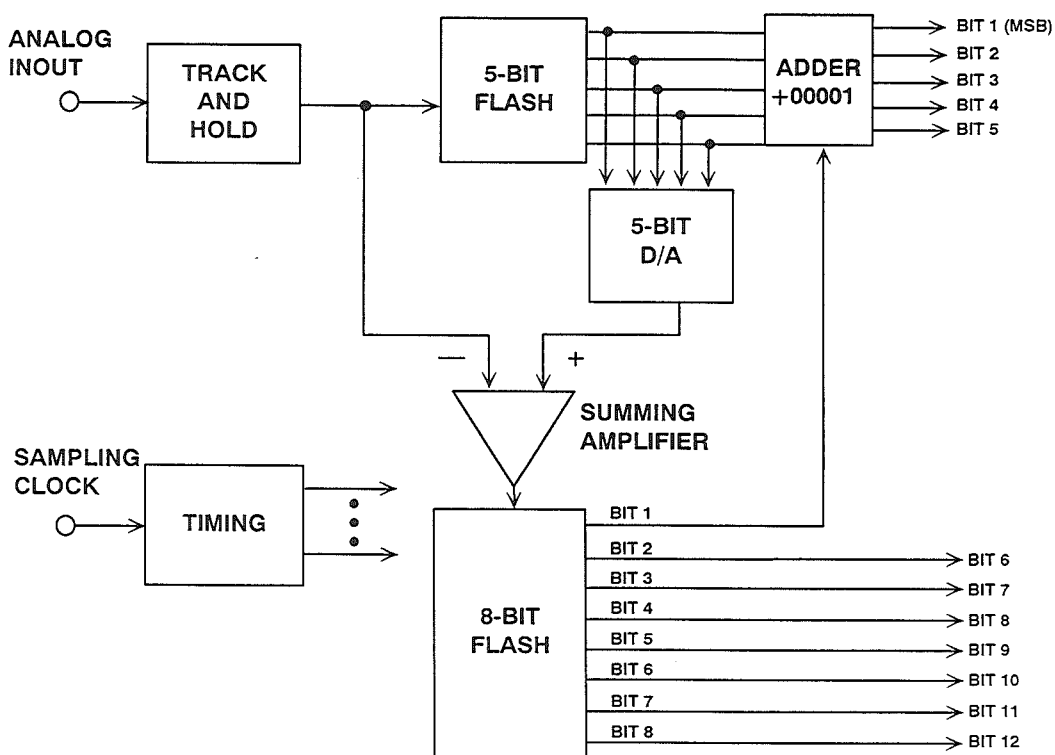 ANALOG
INOUT
TRACK
AND
HOLD
5-BIT
FLASH
ADDER
+00001
BIT 1 (MSB)
BIT 2
BIT 3
BIT 4
BIT 5
5-BIT
D/A
—
+
SUMMING
AMPLIFIER
SAMPLING
CLOCK
TIMING
8-BIT
FLASH
BIT 1
BIT 2
BIT 3
BIT 4
BIT 5
BIT 6
BIT 7
BIT 8
BIT 6
BIT 7
BIT 8
BIT 9
BIT 10
BIT 11
BIT 12